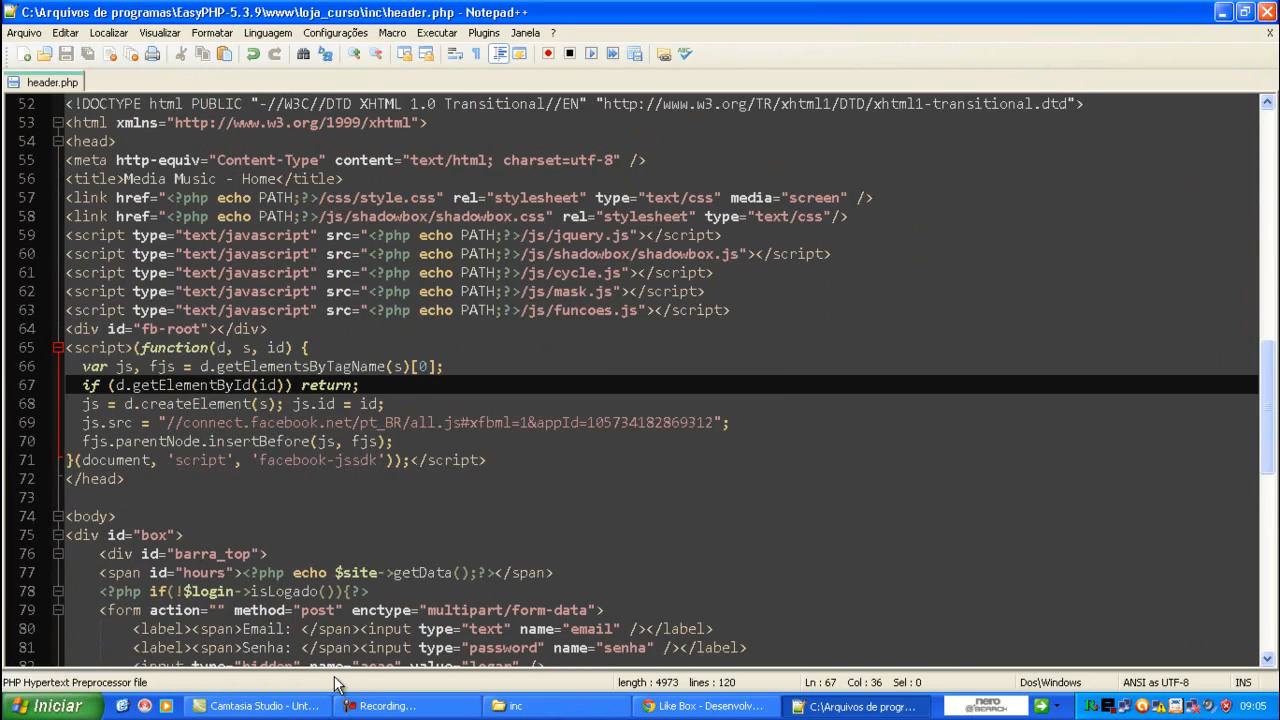 C:\Arquivos de programas\EasyPHP-5.3.9\www\loja_curso\inc\header.php - Notepad++
Arquivo Editar Localizar Visualizar Formatar Linguagem Configurações Macro Executar Plugins Janela ? X
header.php
52 <!DOCTYPE html PUBLIC "-//W3C//DTD XHTML 1.0 Transitional//EN" "http://www.w3.org/TR/xhtml1/DTD/xhtml1-transitional.dtd">
53 <html xmlns="http://www.w3.org/1999/xhtml">
54 <head>
55 <meta http-equiv="Content-Type" content="text/html; charset=utf-8" />
56 <title>Media Music - Home</title>
57 <link href="<?php echo PATH;?>/css/style.css" rel="stylesheet" type="text/css" media="screen" />
58 <link href="<?php echo PATH;?>/js/shadowbox/shadowbox.css" rel="stylesheet" type="text/css"/>
59 <script type="text/javascript" src="<?php echo PATH;?>/js/jquery.js"></script>
60 <script type="text/javascript" src="<?php echo PATH;?>/js/shadowbox/shadowbox.js"></script>
61 <script type="text/javascript" src="<?php echo PATH;?>/js/cycle.js"></script>
62 <script type="text/javascript" src="<?php echo PATH;?>/js/mask.js"></script>
63 <script type="text/javascript" src="<?php echo PATH;?>/js/funcoes.js"></script>
64 <div id="fb-root"></div>
65 <script>(function(d, s, id) {
66 var js, fjs = d.getElementsByTagName(s)[0];
67 if (d.getElementById(id)) return;
68 js = d.createElement(s); js.id = id;
69 js.src = "//connect.facebook.net/pt_BR/all.js#xfbml=1&appId=105734182869312";
70 fjs.parentNode.insertBefore(js, fjs);
71 }(document, 'script', 'facebook-jssdk'));</script>
72 </head>
73
74 <body>
75 <div id="box">
76 <div id="barra_top">
77 <span id="hours"><?php echo $site->getData();?></span>
78 <?php if(!$login->isLogado()){?>
79 <form action="" method="post" enctype="multipart/form-data">
80 <label><span>Email: </span><input type="text" name="email" /></label>
81 <label><span>Senha: </span><input type="password" name="senha" /></label>
82 <input type="hidden" name="acao" value="logar" />
PHP Hypertext Preprocessor file length : 4973 lines : 120 Ln : 67 Col : 36 Sel : 0 Dos\Windows ANSI as UTF-8 INS
Iniciar Camtasia Studio - Unt... Recording... inc Like Box - Desenvolv... C:\Arquivos de progr... nero SEARCH 09:05